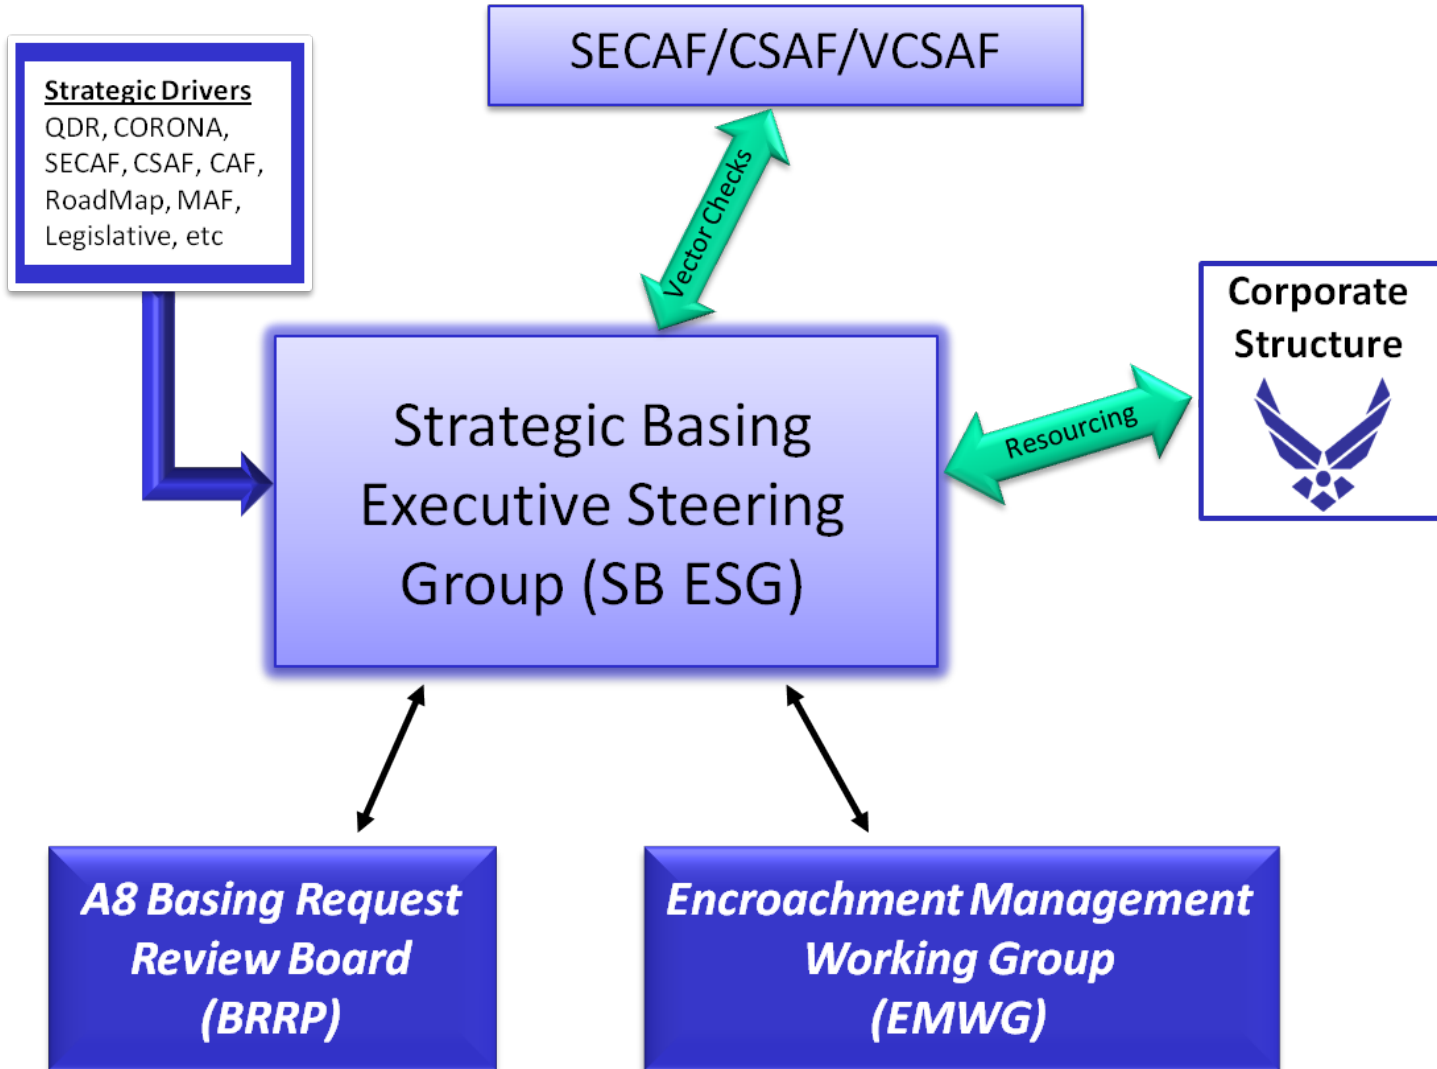 SECAF/CSAF/VCSAF
Strategic Drivers
QDR, CORONA,
SECAF, CSAF, CAF,
RoadMap, MAF,
Legislative, etc
Vector Checks
Corporate
Structure
Resourcing
Strategic Basing
Executive Steering
Group (SB ESG)
A8 Basing Request
Review Board
(BRRP)
Encroachment Management
Working Group
(EMWG)